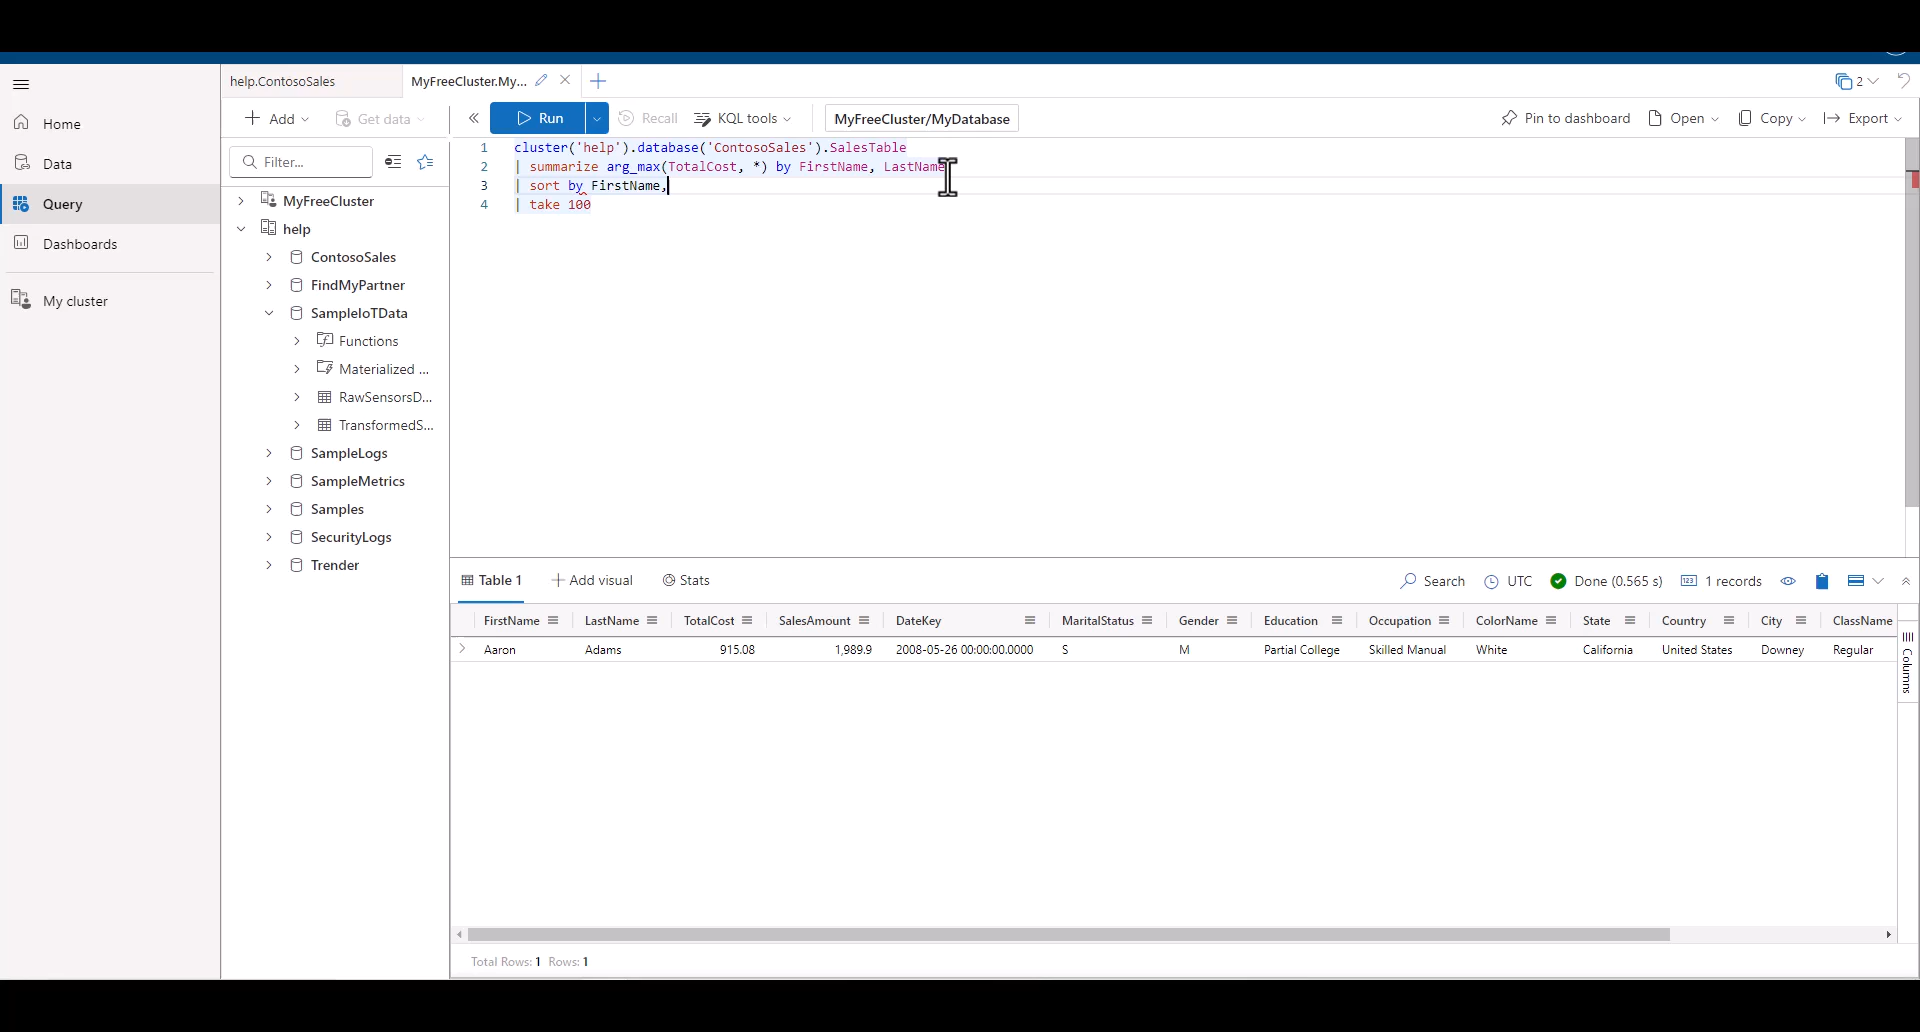 help.ContosoSales
MyFreeCluster.My...
2
Add
Get data
Run
Recall
KQL tools
MyFreeCluster/MyDatabase
Pin to dashboard
Open
Copy
Export
Home
Data
Query
Dashboards
My cluster
Filter...
MyFreeCluster
help
ContosoSales
FindMyPartner
SampleIoTData
Functions
Materialized ...
RawSensorsD...
TransformedS...
SampleLogs
SampleMetrics
Samples
SecurityLogs
Trender
1 cluster('help').database('ContosoSales').SalesTable
2 | summarize arg_max(TotalCost, *) by FirstName, LastName
3 | sort by FirstName,
4 | take 100
Table 1
Add visual
Stats
Search
UTC
Done (0.565 s)
1 records
FirstName LastName TotalCost SalesAmount DateKey MaritalStatus Gender Education Occupation ColorName State Country City ClassName
Aaron Adams 915.08 1,989.9 2008-05-26 00:00:00.0000 S M Partial College Skilled Manual White California United States Downey Regular
Columns
Total Rows: 1 Rows: 1